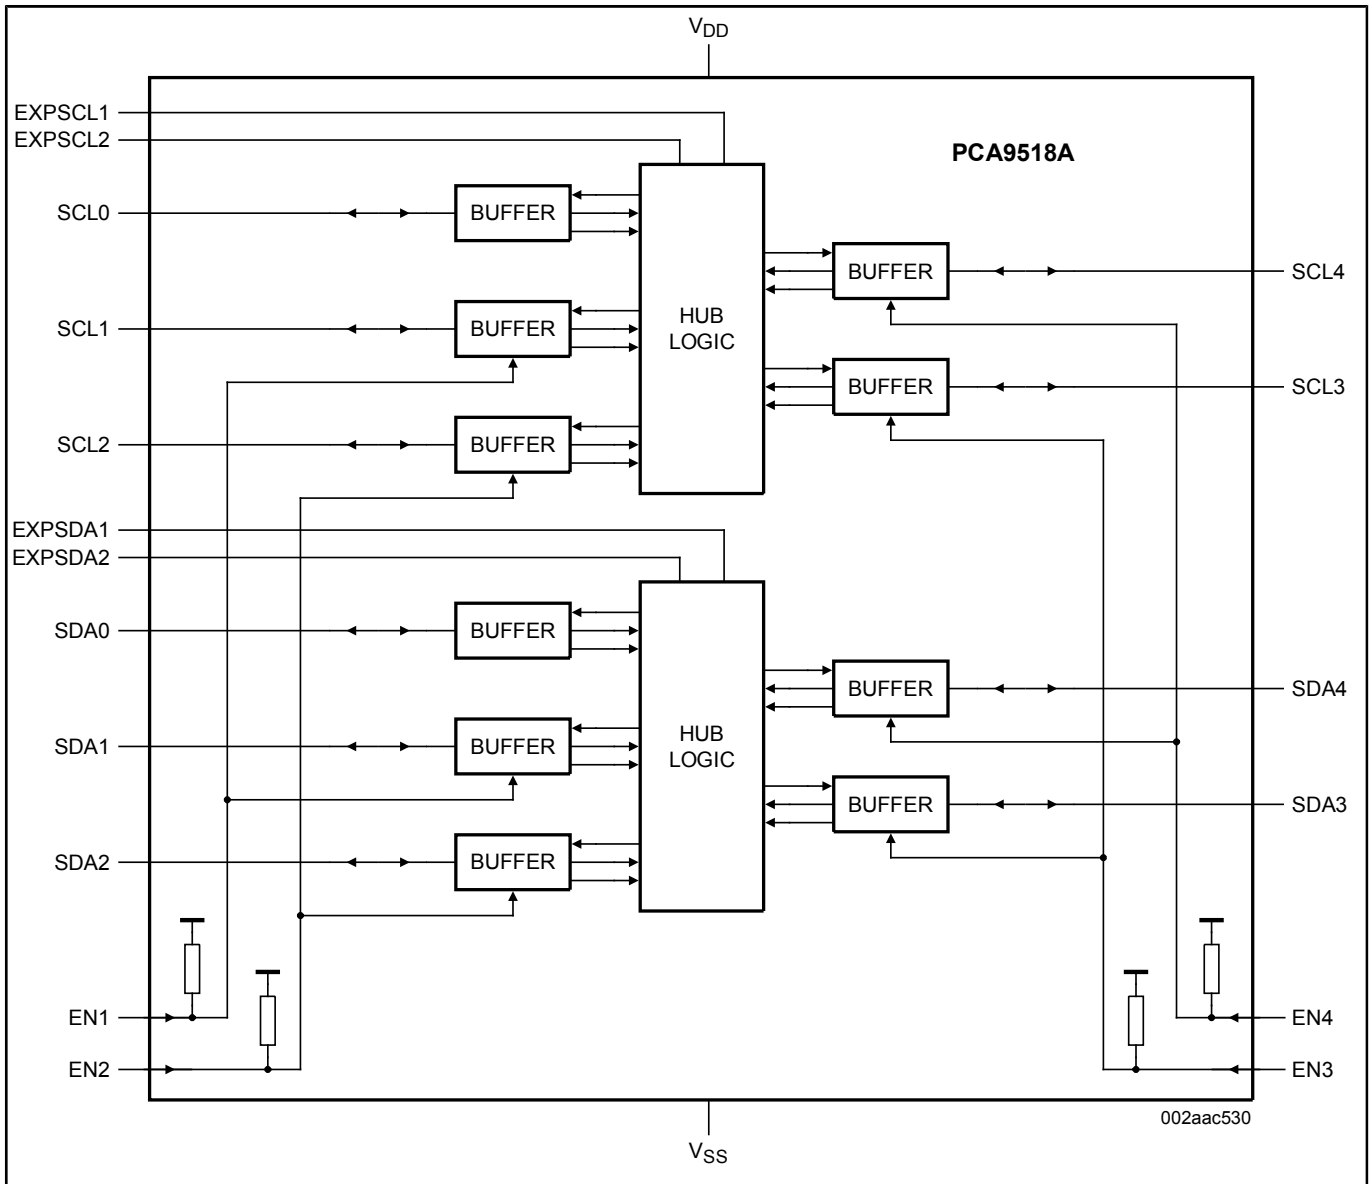 VDD
EXPSCL1
EXPSCL2
PCA9518A
SCL0
BUFFER
SCL1
BUFFER
SCL2
BUFFER
HUB
LOGIC
BUFFER
SCL4
BUFFER
SCL3
EXPSDA1
EXPSDA2
SDA0
BUFFER
SDA1
BUFFER
SDA2
BUFFER
HUB
LOGIC
BUFFER
SDA4
BUFFER
SDA3
EN1
EN2
EN4
EN3
002aac530
VSS